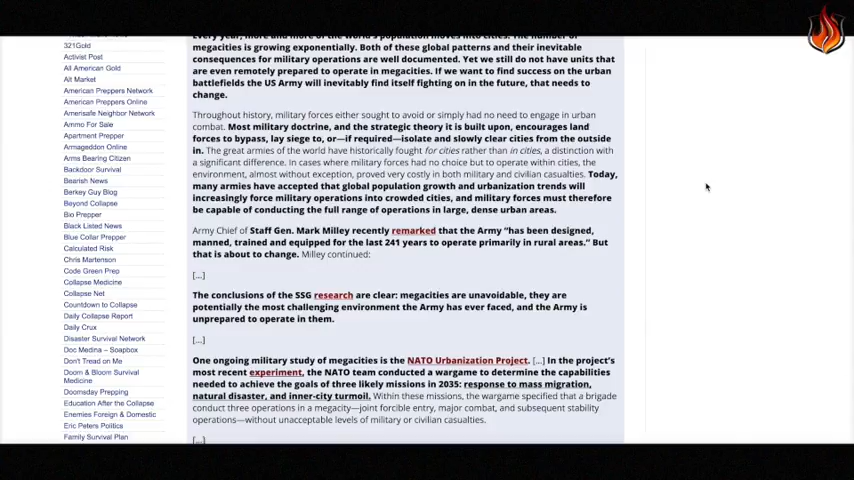 321Gold
Activist Post
All American Gold
Alt Market
American Preppers Network
American Preppers Online
Amerisafe Neighbor Network
Ammo For Sale
Apartment Prepper
Armageddon Online
Arms Bearing Citizen
Backdoor Survival
Bearish News
Berkey Guy Blog
Beyond Collapse
Bio Prepper
Black Listed News
Blue Collar Prepper
Calculated Risk
Chris Martenson
Code Green Prep
Collapse Medicine
Collapse Net
Countdown to Collapse
Daily Collapse Report
Daily Crux
Disaster Survival Network
Doc Medina – Soapbox
Don't Tread on Me
Doom & Bloom Survival
Medicine
Doomsday Prepping
Education After the Collapse
Enemies Foreign & Domestic
Eric Peters Politics
Family Survival Plan
Every year, more and more of the world's population moves into cities. The number of
megacities is growing exponentially. Both of these global patterns and their inevitable
consequences for military operations are well documented. Yet we still do not have units that
are even remotely prepared to operate in megacities. If we want to find success on the urban
battlefields the US Army will inevitably find itself fighting on in the future, that needs to
change.
Throughout history, military forces either sought to avoid or simply had no need to engage in urban
combat. Most military doctrine, and the strategic theory it is built upon, encourages land
forces to bypass, lay siege to, or—if required—isolate and slowly clear cities from the outside
in. The great armies of the world have historically fought for cities rather than in cities, a distinction with
a significant difference. In cases where military forces had no choice but to operate within cities, the
environment, almost without exception, proved very costly in both military and civilian casualties. Today,
many armies have accepted that global population growth and urbanization trends will
increasingly force military operations into crowded cities, and military forces must therefore
be capable of conducting the full range of operations in large, dense urban areas.
Army Chief of Staff Gen. Mark Milley recently remarked that the Army “has been designed,
manned, trained and equipped for the last 241 years to operate primarily in rural areas.” But
that is about to change. Milley continued:
[...]
The conclusions of the SSG research are clear: megacities are unavoidable, they are
potentially the most challenging environment the Army has ever faced, and the Army is
unprepared to operate in them.
[...]
One ongoing military study of megacities is the NATO Urbanization Project. [...] In the project's
most recent experiment, the NATO team conducted a wargame to determine the capabilities
needed to achieve the goals of three likely missions in 2035: response to mass migration,
natural disaster, and inner-city turmoil. Within these missions, the wargame specified that a brigade
conduct three operations in a megacity—joint forcible entry, major combat, and subsequent stability
operations—without unacceptable levels of military or civilian casualties.
[...]